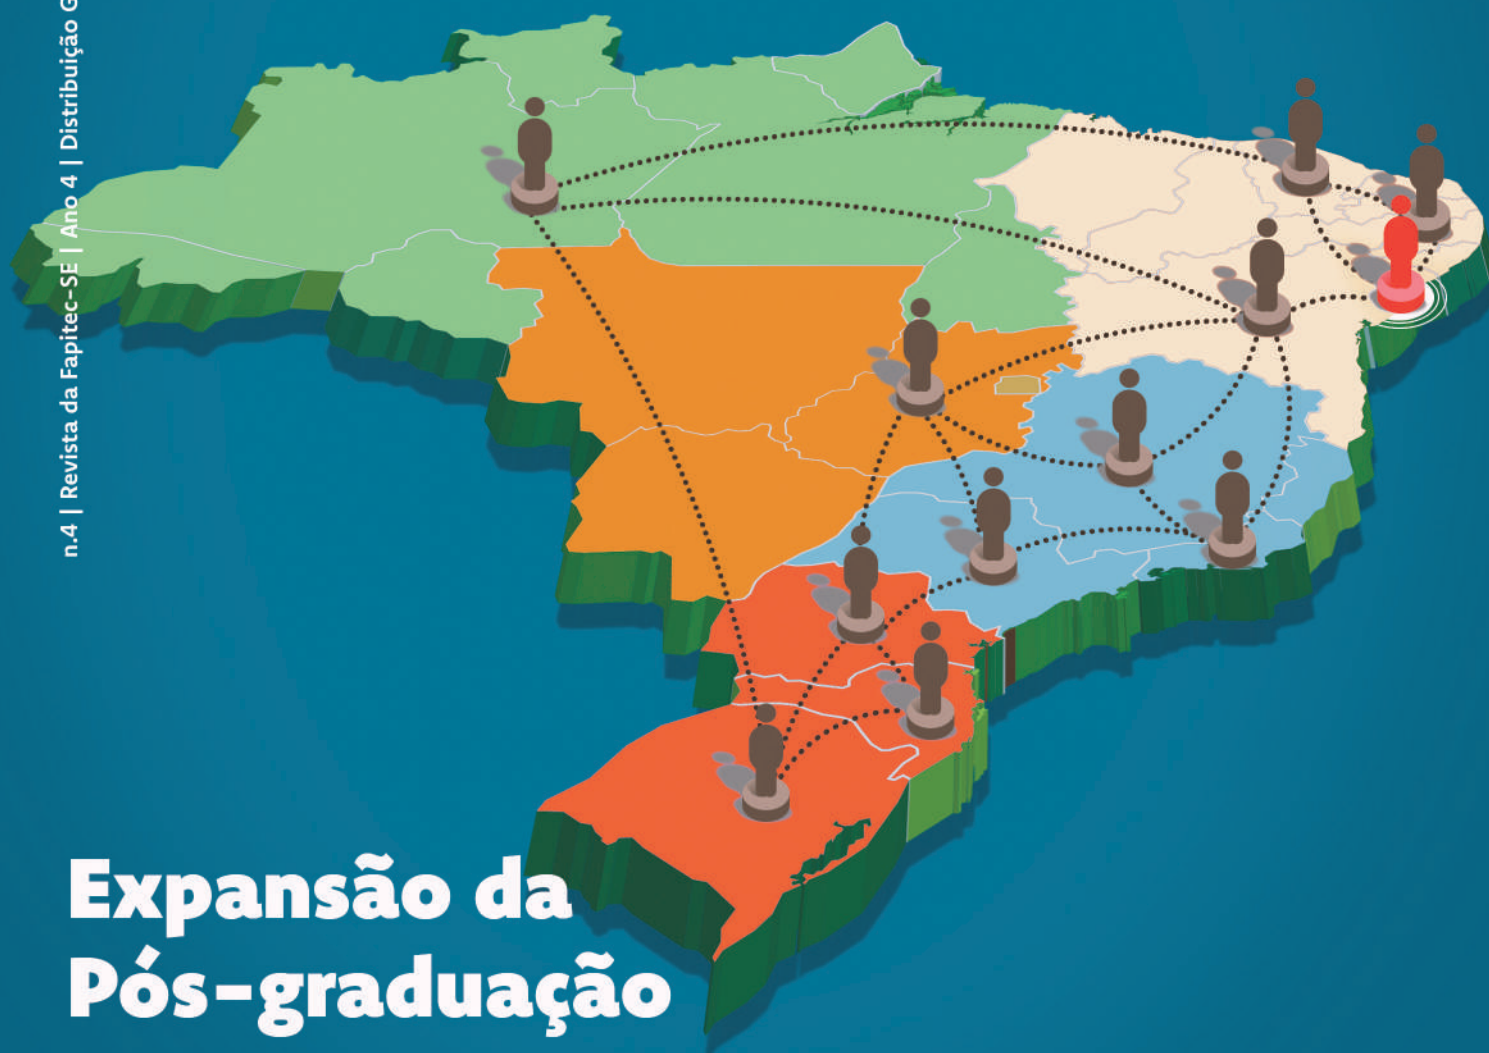 n.4 | Revista da Fapitec-SE | Ano 4 | Distribuição
Expansão da
Pós-graduação